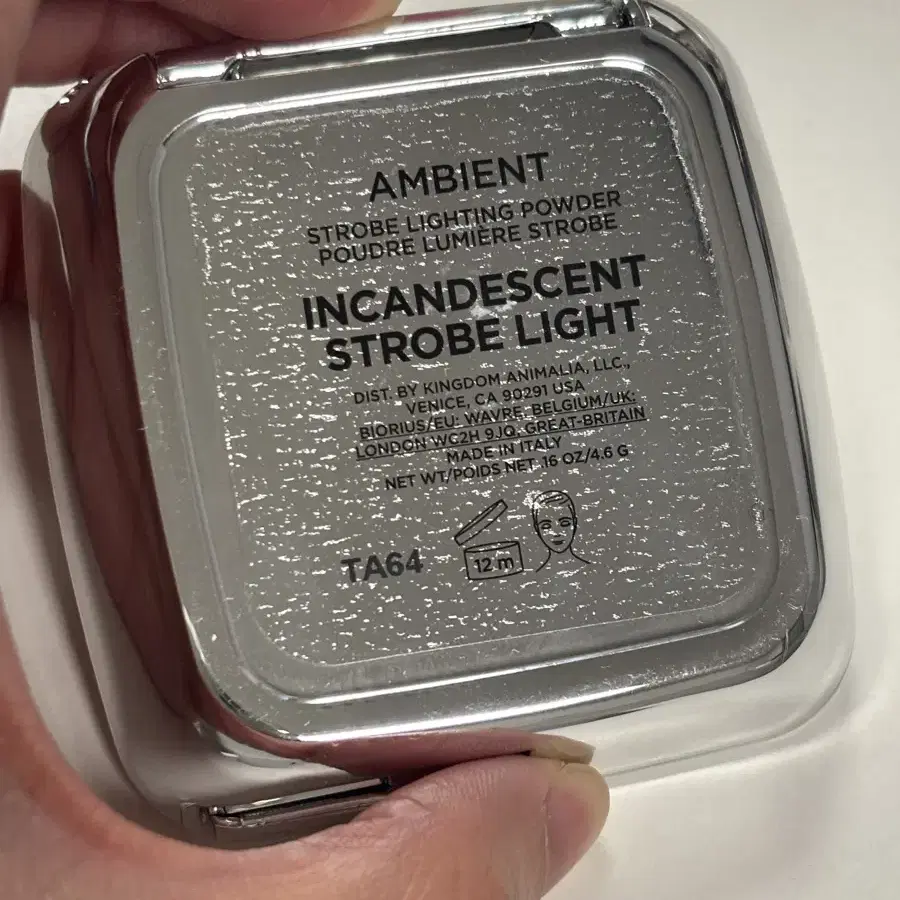 AMBIENT
STROBE LIGHTING POWDER
POUDRE LUMIÈRE STROBE
INCANDESCENT
STROBE LIGHT
DIST. BY KINGDOM ANIMALIA, LLC.,
VENICE, CA 90291 USA
BIORIUS/EU: WAVRE, BELGIUM/UK:
LONDON WC2H 9JQ, GREAT-BRITAIN
MADE IN ITALY
NET WT/POIDS NET .16 OZ/4.6 G
TA64
12 m